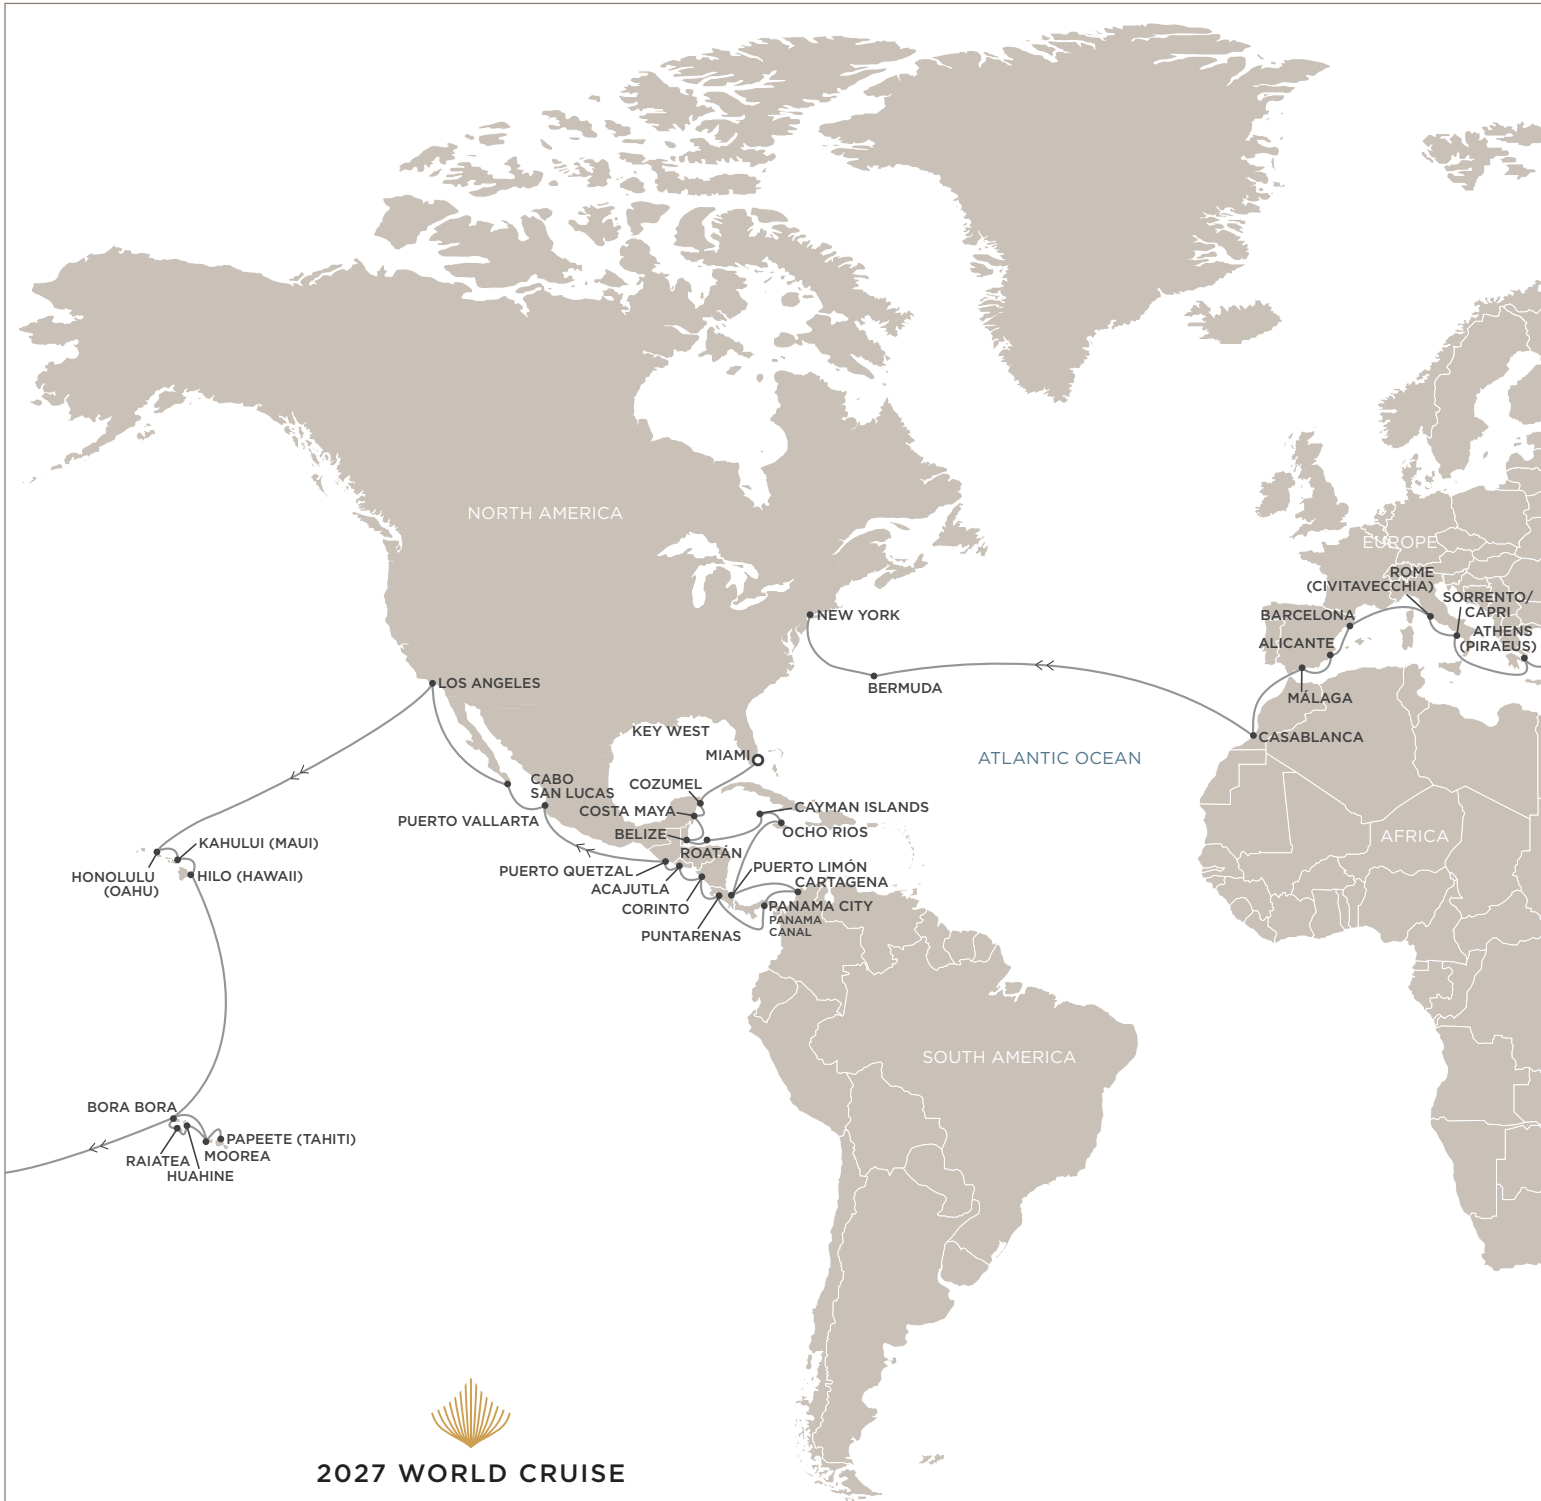 NORTH AMERICA
EUROPE
ROME
(CIVITAVECCHIA)
SORRENTO/
CAPRI
BARCELONA
ATHENS
(PIRAEUS)
ALICANTE
NEW YORK
BERMUDA
MÁLAGA
LOS ANGELES
CASABLANCA
KEY WEST
MIAMI
ATLANTIC OCEAN
CABO
SAN LUCAS
COZUMEL
COSTA MAYA
CAYMAN ISLANDS
PUERTO VALLARTA
BELIZE
OCHO RIOS
AFRICA
KAHULUI (MAUI)
ROATÁN
HONOLULU
(OAHU)
HILO (HAWAII)
PUERTO QUETZAL
PUERTO LIMÓN
ACAJUTLA
CARTAGENA
CORINTO
PANAMA CITY
PANAMA
CANAL
PUNTARENAS
SOUTH AMERICA
BORA BORA
PAPEETE (TAHITI)
RAIATEA
MOOREA
HUAHINE
2027 WORLD CRUISE